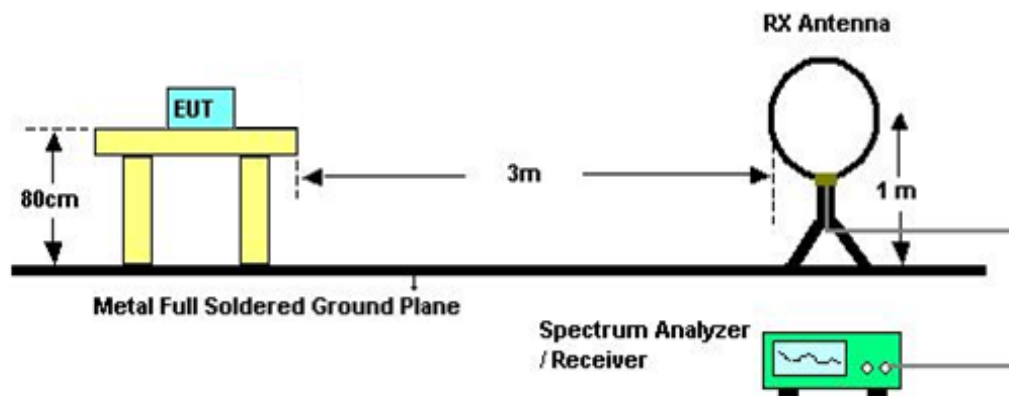 RX Antenna
EUT
80cm
3m
1 m
Metal Full Soldered Ground Plane
Spectrum Analyzer
/ Receiver